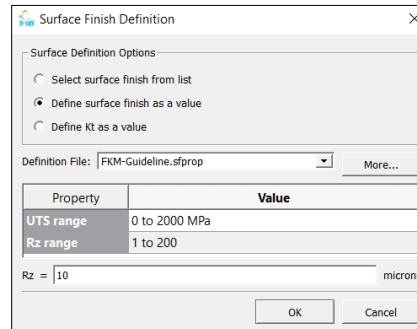 Surface Finish Definition
Surface Definition Options
Select surface finish from list
Define surface finish as a value
Define Kt as a value
Definition File: FKM-Guideline.sfprop More...
Property Value
UTS range 0 to 2000 MPa
Rz range 1 to 200
Rz = 10 micron
OK Cancel